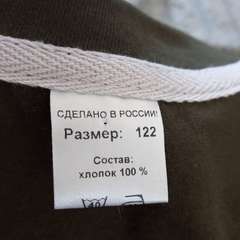 СДЕЛАНО В РОССИИ!
Размер: 122
Состав:
хлопок 100 %